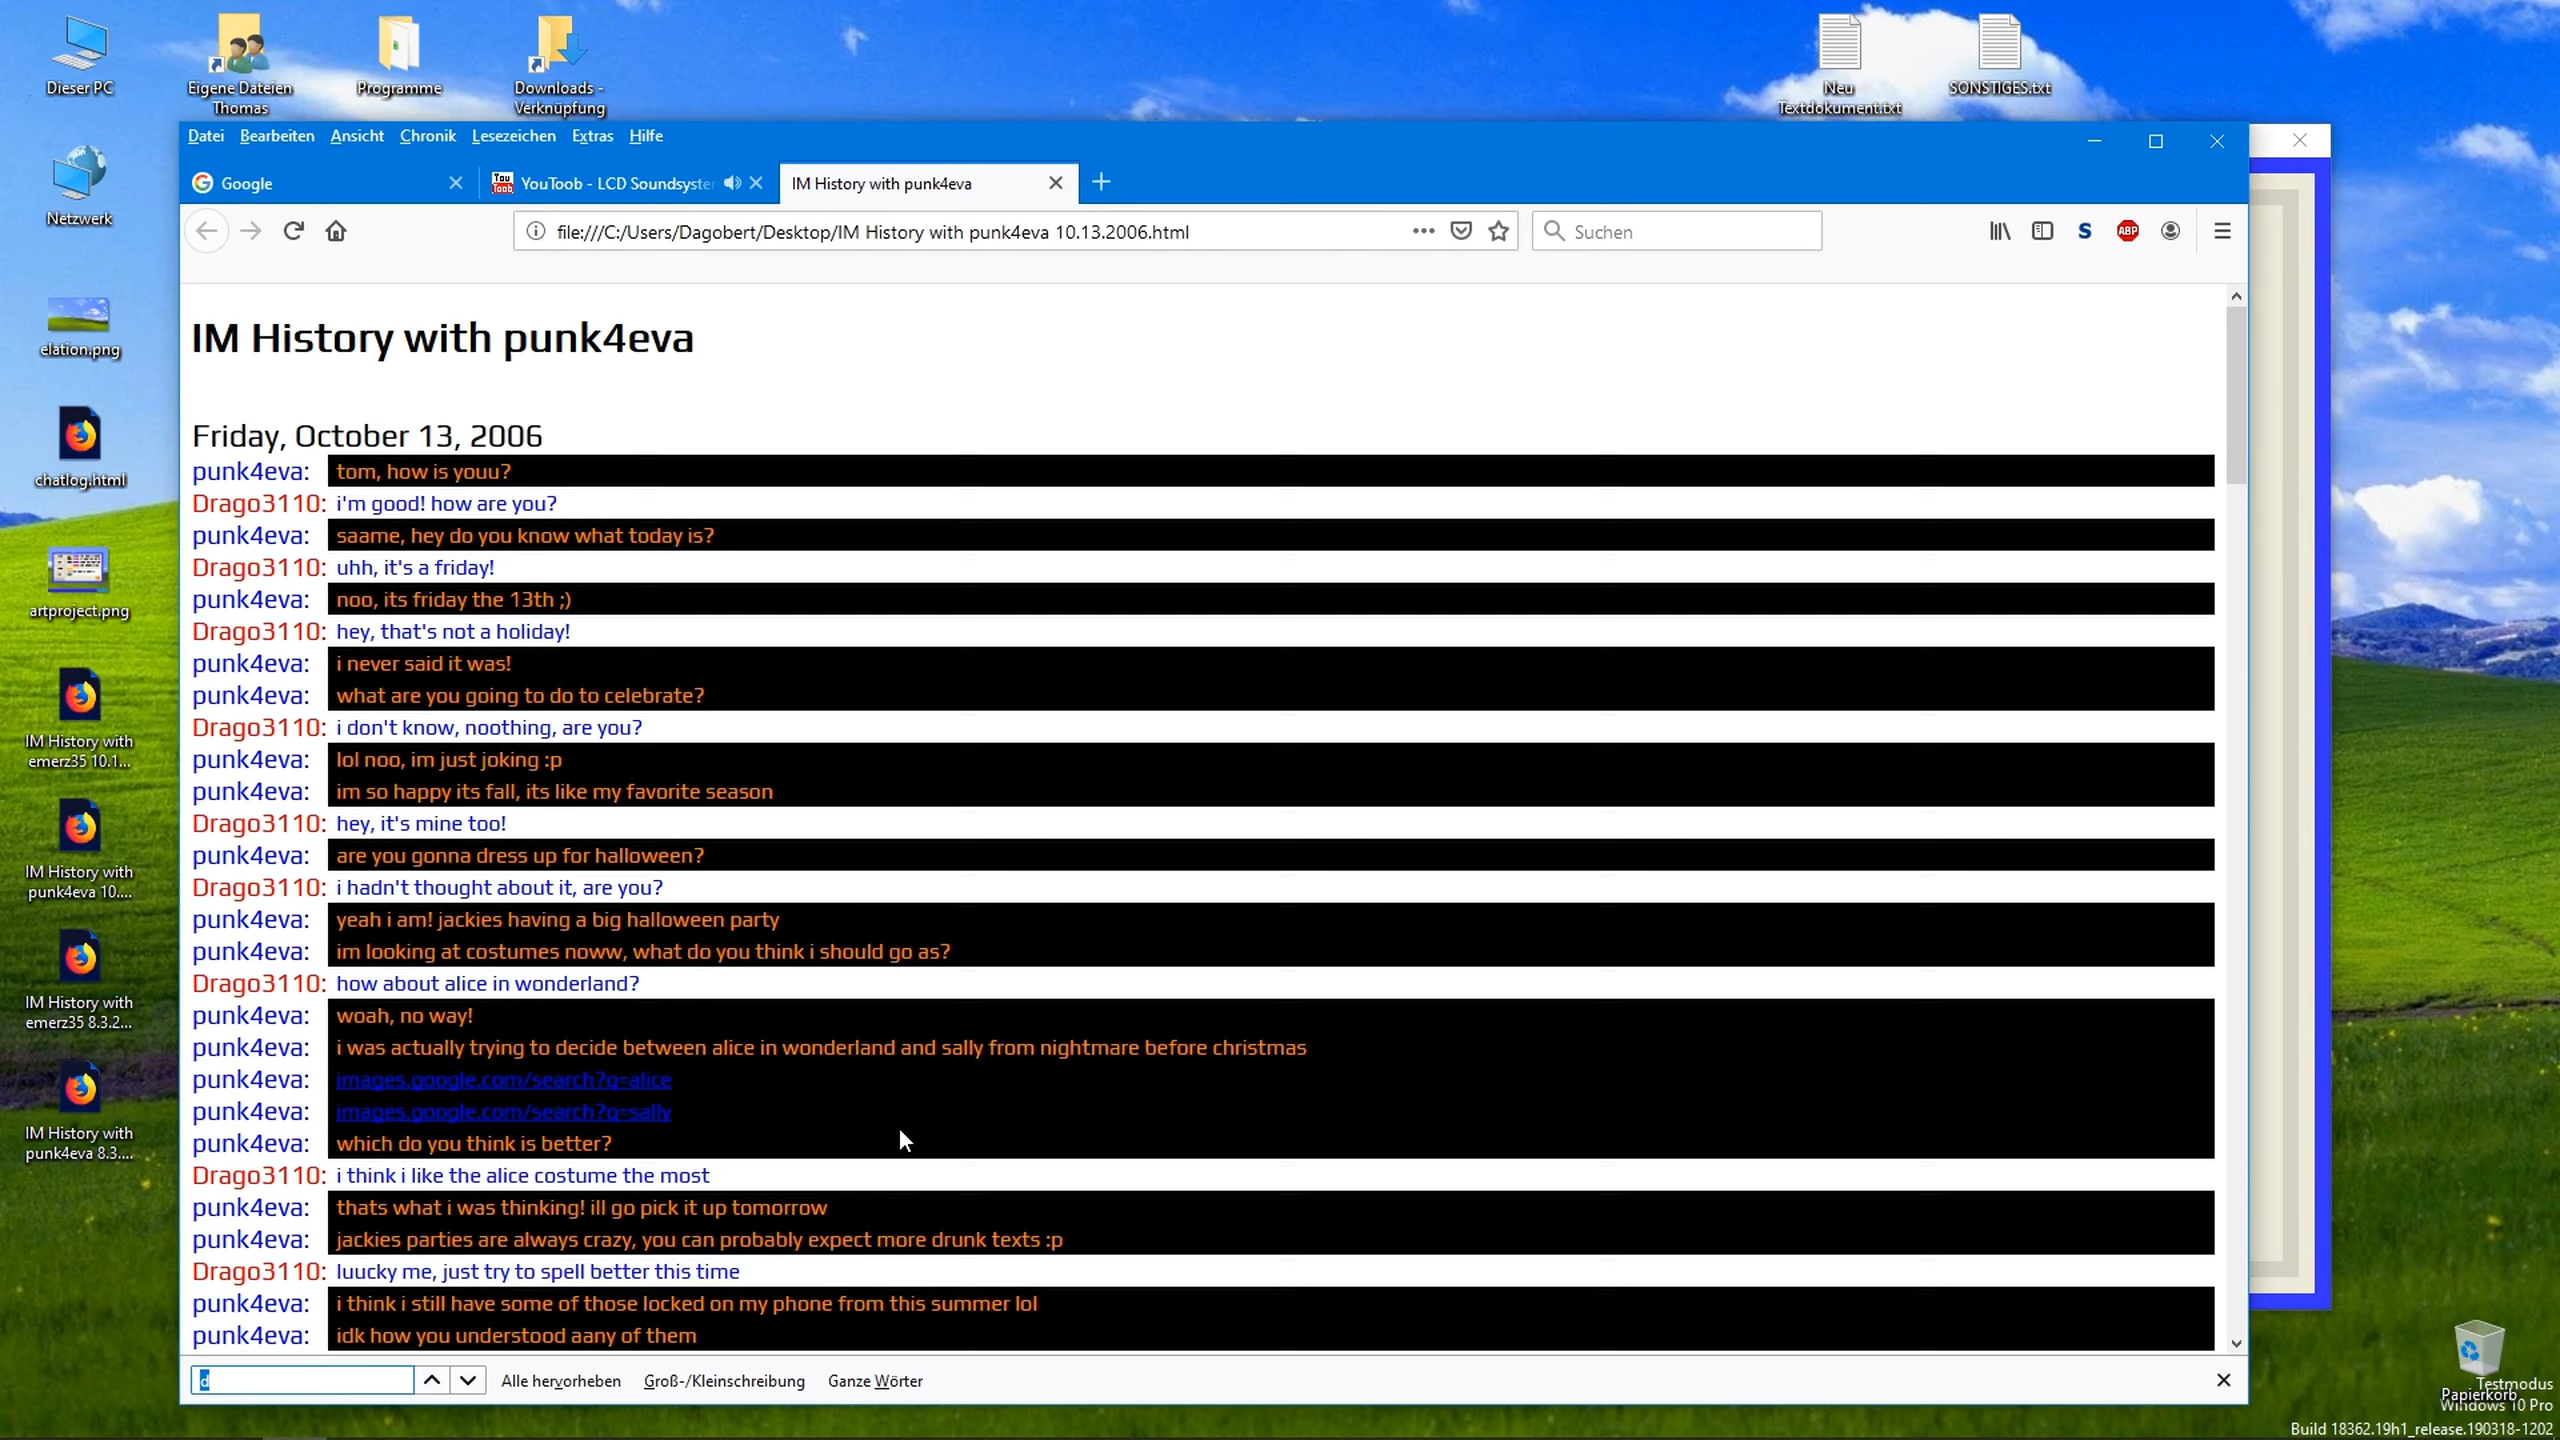 Dieser PC
Eigene Dateien
Thomas
Programme
Downloads -
Verknüpfung
Neu
Textdokument.txt
SONSTIGES.txt
Netzwerk
elation.png
chatlog.html
artproject.png
IM History with
emerz35 10.1...
IM History with
punk4eva 10....
IM History with
emerz35 8.3.2...
IM History with
punk4eva 8.3....
Datei Bearbeiten Ansicht Chronik Lesezeichen Extras Hilfe
Google
You Toob
YouToob - LCD Soundsyste
IM History with punk4eva
file:///C:/Users/Dagobert/Desktop/IM History with punk4eva 10.13.2006.html
Suchen
S
ABP
IM History with punk4eva
Friday, October 13, 2006
punk4eva: tom, how is youu?
Drago3110: i'm good! how are you?
punk4eva: saame, hey do you know what today is?
Drago3110: uhh, it's a friday!
punk4eva: noo, its friday the 13th ;)
Drago3110: hey, that's not a holiday!
punk4eva: i never said it was!
punk4eva: what are you going to do to celebrate?
Drago3110: i don't know, noothing, are you?
punk4eva: lol noo, im just joking :p
punk4eva: im so happy its fall, its like my favorite season
Drago3110: hey, it's mine too!
punk4eva: are you gonna dress up for halloween?
Drago3110: i hadn't thought about it, are you?
punk4eva: yeah i am! jackies having a big halloween party
punk4eva: im looking at costumes noww, what do you think i should go as?
Drago3110: how about alice in wonderland?
punk4eva: woah, no way!
punk4eva: i was actually trying to decide between alice in wonderland and sally from nightmare before christmas
punk4eva: images.google.com/search?q=alice
punk4eva: images.google.com/search?q=sally
punk4eva: which do you think is better?
Drago3110: i think i like the alice costume the most
punk4eva: thats what i was thinking! ill go pick it up tomorrow
punk4eva: jackies parties are always crazy, you can probably expect more drunk texts :p
Drago3110: luucky me, just try to spell better this time
punk4eva: i think i still have some of those locked on my phone from this summer lol
punk4eva: idk how you understood aany of them
d
Alle hervorheben Groß-/Kleinschreibung Ganze Wörter
Papierkorb
Testmodus
Windows 10 Pro
Build 18362.19h1_release.190318-1202